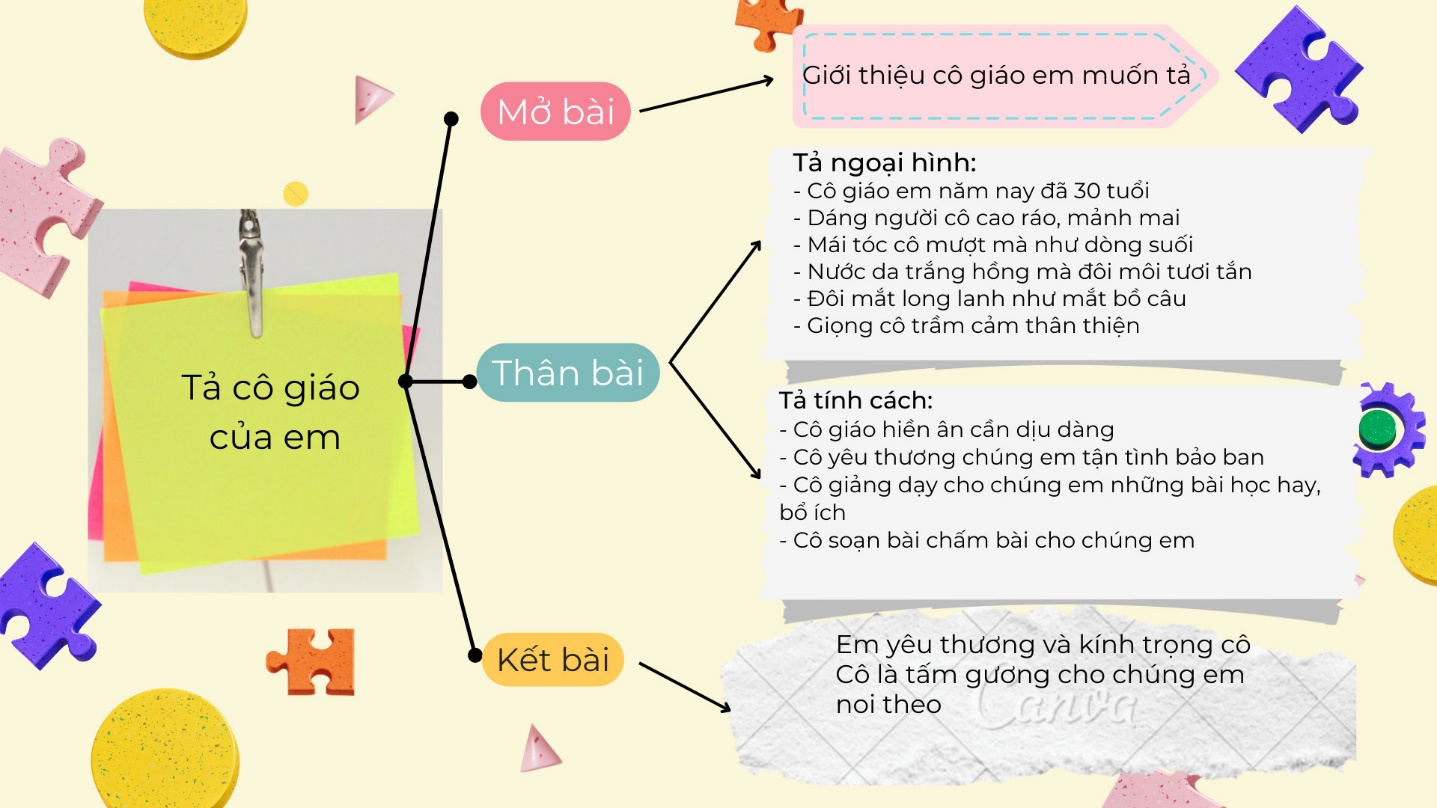 Giới thiệu cô giáo em muốn tả
Mở bài
Tả ngoại hình:
- Cô giáo em năm nay đã 30 tuổi
- Dáng người cô cao ráo, mảnh mai
- Mái tóc cô mượt mà như dòng suối
- Nước da trắng hồng mà đôi môi tươi tắn
- Đôi mắt long lanh như mắt bồ câu
- Giọng cô trầm cảm thân thiện
Tả cô giáo
của em
Thân bài
Tả tính cách:
- Cô giáo hiền ân cần dịu dàng
- Cô yêu thương chúng em tận tình bảo ban
- Cô giảng dạy cho chúng em những bài học hay,
bổ ích
- Cô soạn bài chấm bài cho chúng em
Kết bài
Em yêu thương và kính trọng cô
Cô là tấm gương cho chúng em
noi theo
Canva